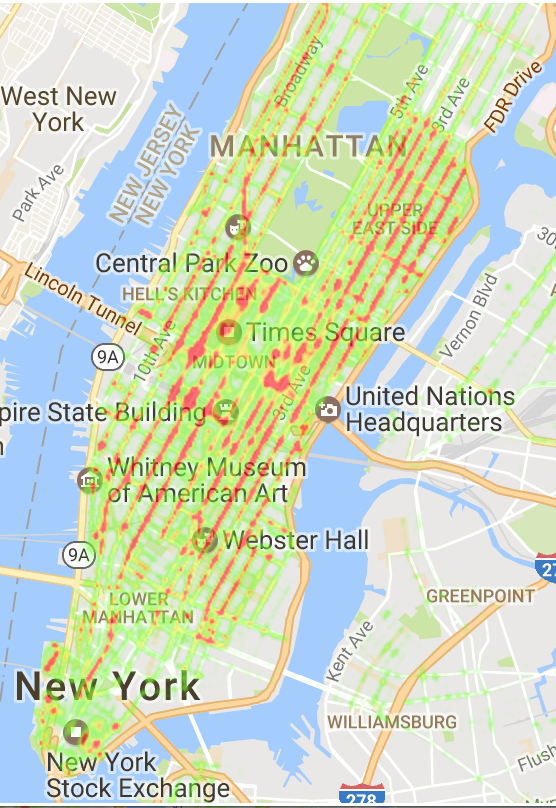 Broadway
5th Ave
3rd Ave
FDR Drive
West New
York
NEW JERSEY
NEW YORK
MANHATTAN
Park Ave
UPPER
EAST SIDE
Central Park Zoo
Lincoln Tunnel
HELL'S KITCHEN
Vernon Blvd
9A
10th Ave
Times Square
MIDTOWN
3rd Ave
pire State Building
United Nations
Headquarters
Whitney Museum
of American Art
Webster Hall
9A
27
LOWER
MANHATTAN
GREENPOINT
Kent Ave
New York
WILLIAMSBURG
New York
Stock Exchange
Flush
278